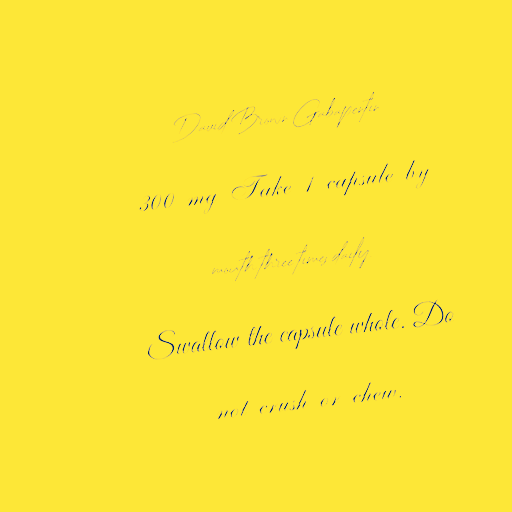 David Brown Gabapentin
300 mg Take 1 capsule by
mouth three times daily
Swallow the capsule whole. Do
not crush or chew.